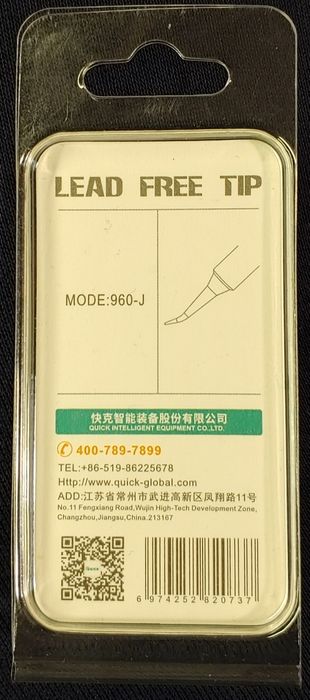 LEAD FREE TIP
MODE:960-J
快克智能装备股份有限公司
QUICK INTELLIGENT EQUIPMENT CO.,LTD.
400-789-7899
TEL:+86-519-86225678
Http://www.quick-global.com
ADD:江苏省常州市武进高新区凤翔路11号
No.11 Fengxiang Road,Wujin High-Tech Development Zone,
Changzhou,Jiangsu,China.213167
Quick
6 974252 820737